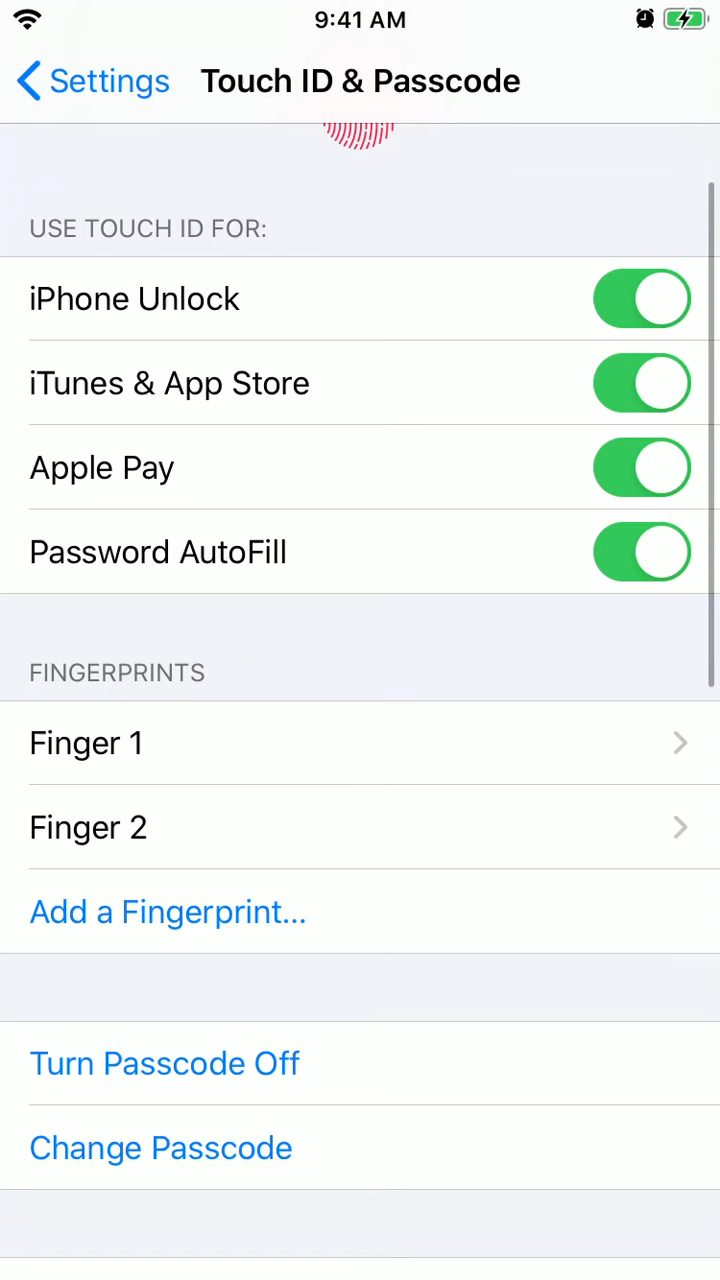 9:41 AM
Settings Touch ID & Passcode
USE TOUCH ID FOR:
iPhone Unlock
iTunes & App Store
Apple Pay
Password AutoFill
FINGERPRINTS
Finger 1
Finger 2
Add a Fingerprint...
Turn Passcode Off
Change Passcode